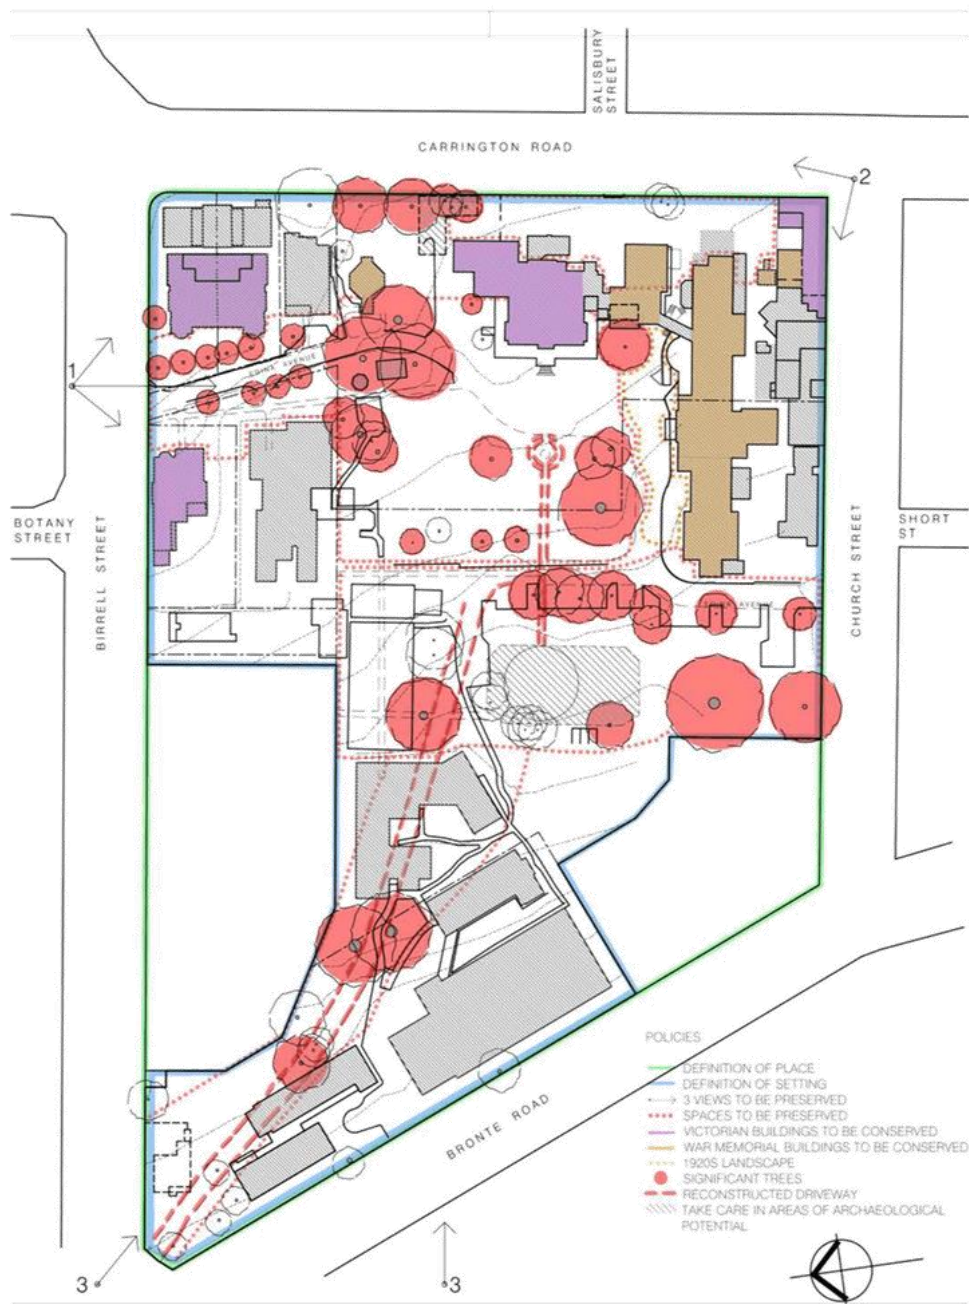 SALISBURY
STREET
CARRINGTON ROAD
2
EDINA AVENUE
1
BOTANY
STREET
BIRRELL STREET
CHURCH STREET
SHORT
ST
POLICIES
DEFINITION OF PLACE
DEFINITION OF SETTING
3 VIEWS TO BE PRESERVED
SPACES TO BE PRESERVED
VICTORIAN BUILDINGS TO BE CONSERVED
WAR MEMORIAL BUILDINGS TO BE CONSERVED
1920S LANDSCAPE
SIGNIFICANT TREES
RECONSTRUCTED DRIVEWAY
TAKE CARE IN AREAS OF ARCHAEOLOGICAL
POTENTIAL
BRONTE ROAD
3
3